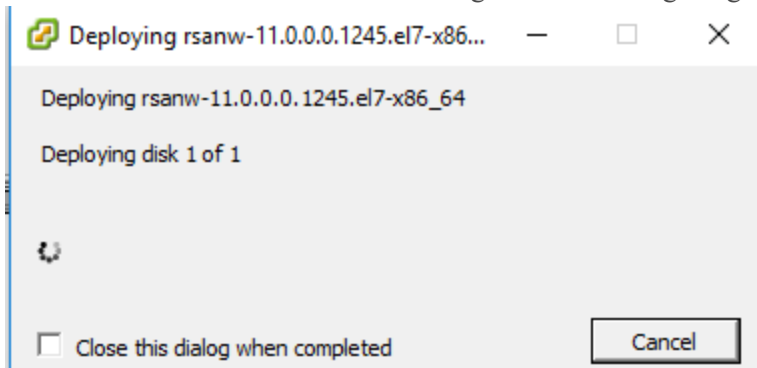 Deploying rsanw-11.0.0.0.1245.el7-x86...
Deploying rsanw-11.0.0.0.1245.el7-x86_64
Deploying disk 1 of 1
Close this dialog when completed
Cancel